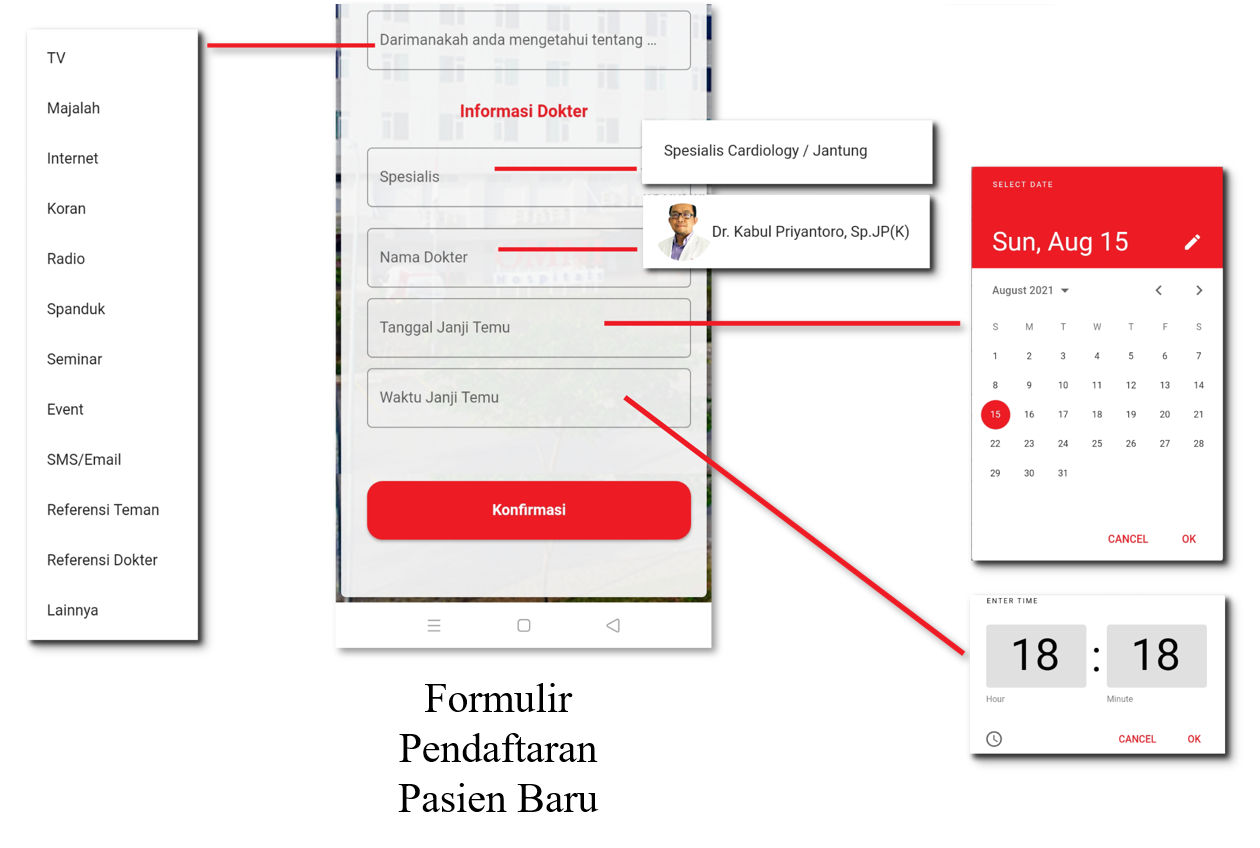 TV
Majalah
Internet
Koran
Radio
Spanduk
Seminar
Event
SMS/Email
Referensi Teman
Referensi Dokter
Lainnya
Darimanakah anda mengetahui tentang ...
Informasi Dokter
Spesialis
Spesialis Cardiology / Jantung
Nama Dokter
Dr. Kabul Priyantoro, Sp.JP(K)
HOSPITAL
Tanggal Janji Temu
Waktu Janji Temu
Konfirmasi
SELECT DATE
Sun, Aug 15
August 2021
S M T W T F S
1 2 3 4 5 6 7
8 9 10 11 12 13 14
15 16 17 18 19 20 21
22 23 24 25 26 27 28
29 30 31
CANCEL OK
ENTER TIME
18 : 18
Hour Minute
CANCEL OK
Formulir
Pendaftaran
Pasien Baru